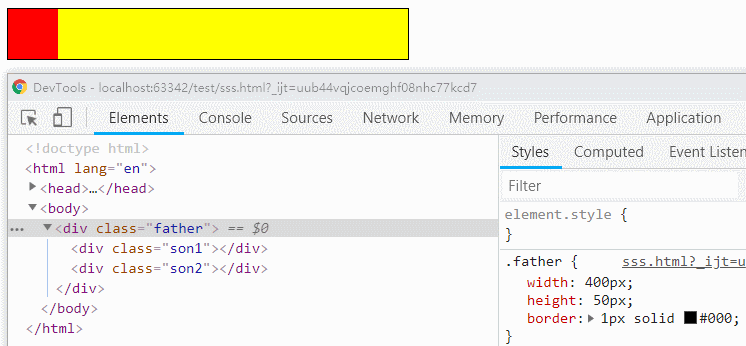 DevTools - localhost:63342/test/sss.html?_ijt=uub44vqjcoemghf08nhc77kcd7
Elements Console Sources Network Memory Performance Application
<!doctype html>
<html lang="en">
<head>…</head>
<body>
… <div class="father"> == $0
<div class="son1"></div>
<div class="son2"></div>
</div>
</body>
</html>
Styles Computed Event Listen
Filter
element.style {
}
.father { sss.html?_ijt=u
width: 400px;
height: 50px;
border: 1px solid #000;
}